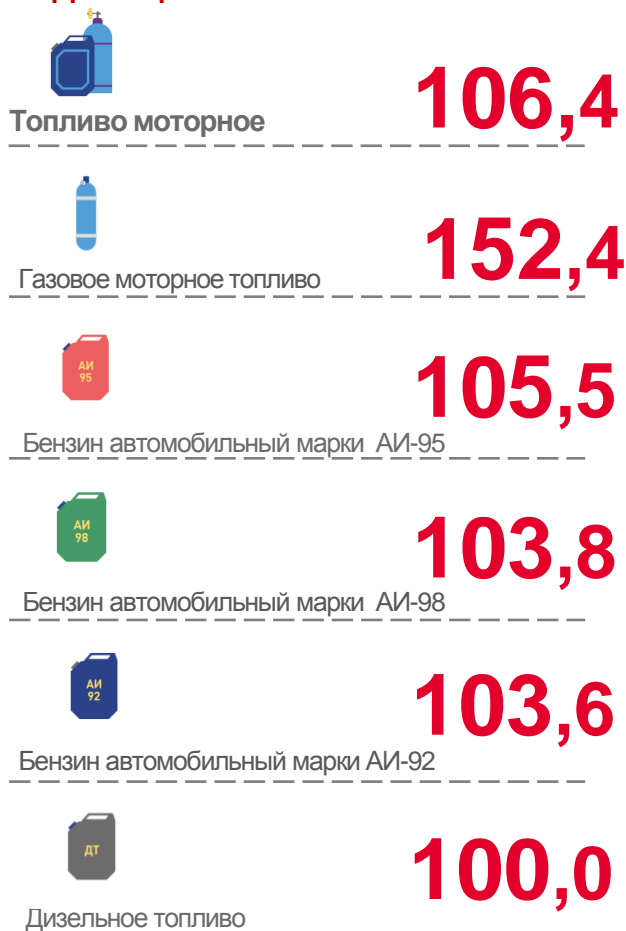 106,4
Топливо моторное
152,4
Газовое моторное топливо
АИ
95
105,5
Бензин автомобильный марки АИ-95
АИ
98
103,8
Бензин автомобильный марки АИ-98
АИ
92
103,6
Бензин автомобильный марки АИ-92
ДТ
100,0
Дизельное топливо